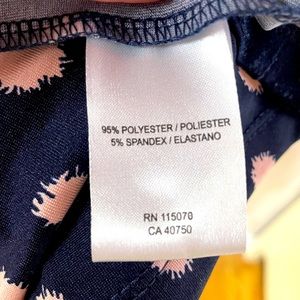 95% POLYESTER / POLIESTER
5% SPANDEX / ELASTANO
RN 115070
CA 40750